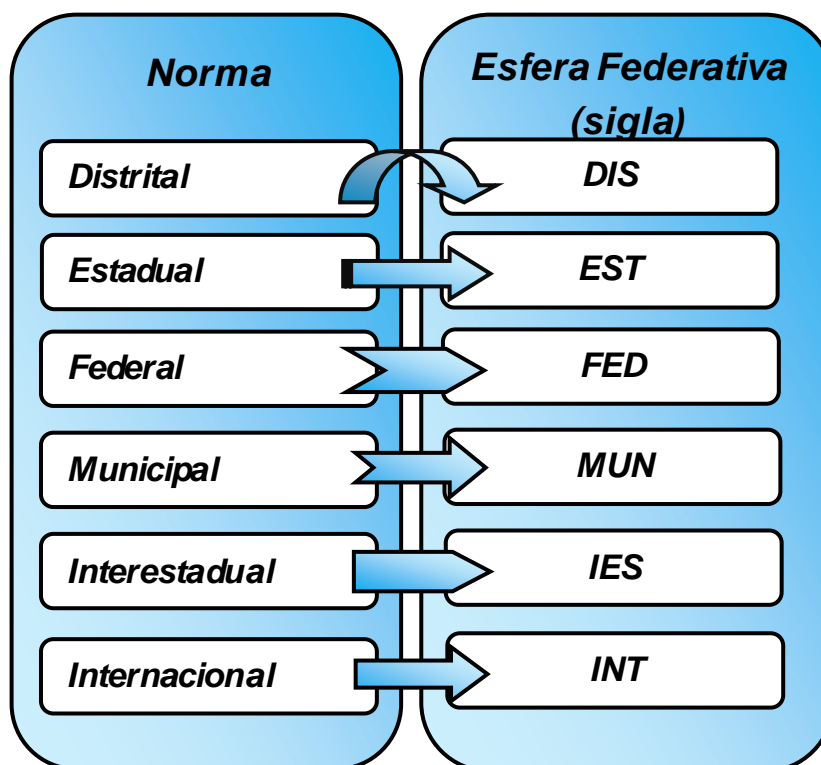 Norma
Distrital
Estadual
Federal
Municipal
Interestadual
Internacional
Esfera Federativa
(sigla)
DIS
EST
FED
MUN
IES
INT